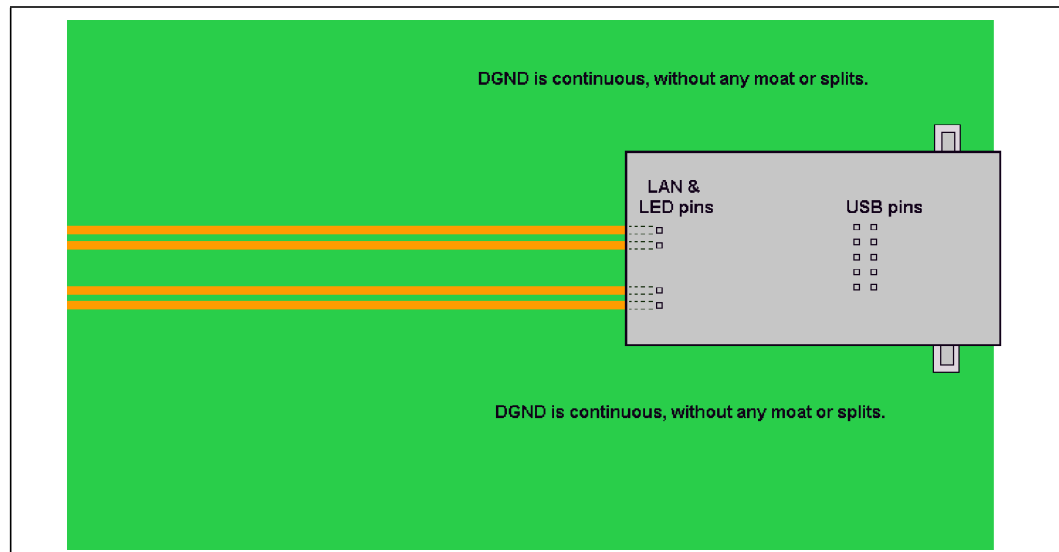 DGND is continuous, without any moat or splits.
LAN &
LED pins
USB pins
DGND is continuous, without any moat or splits.